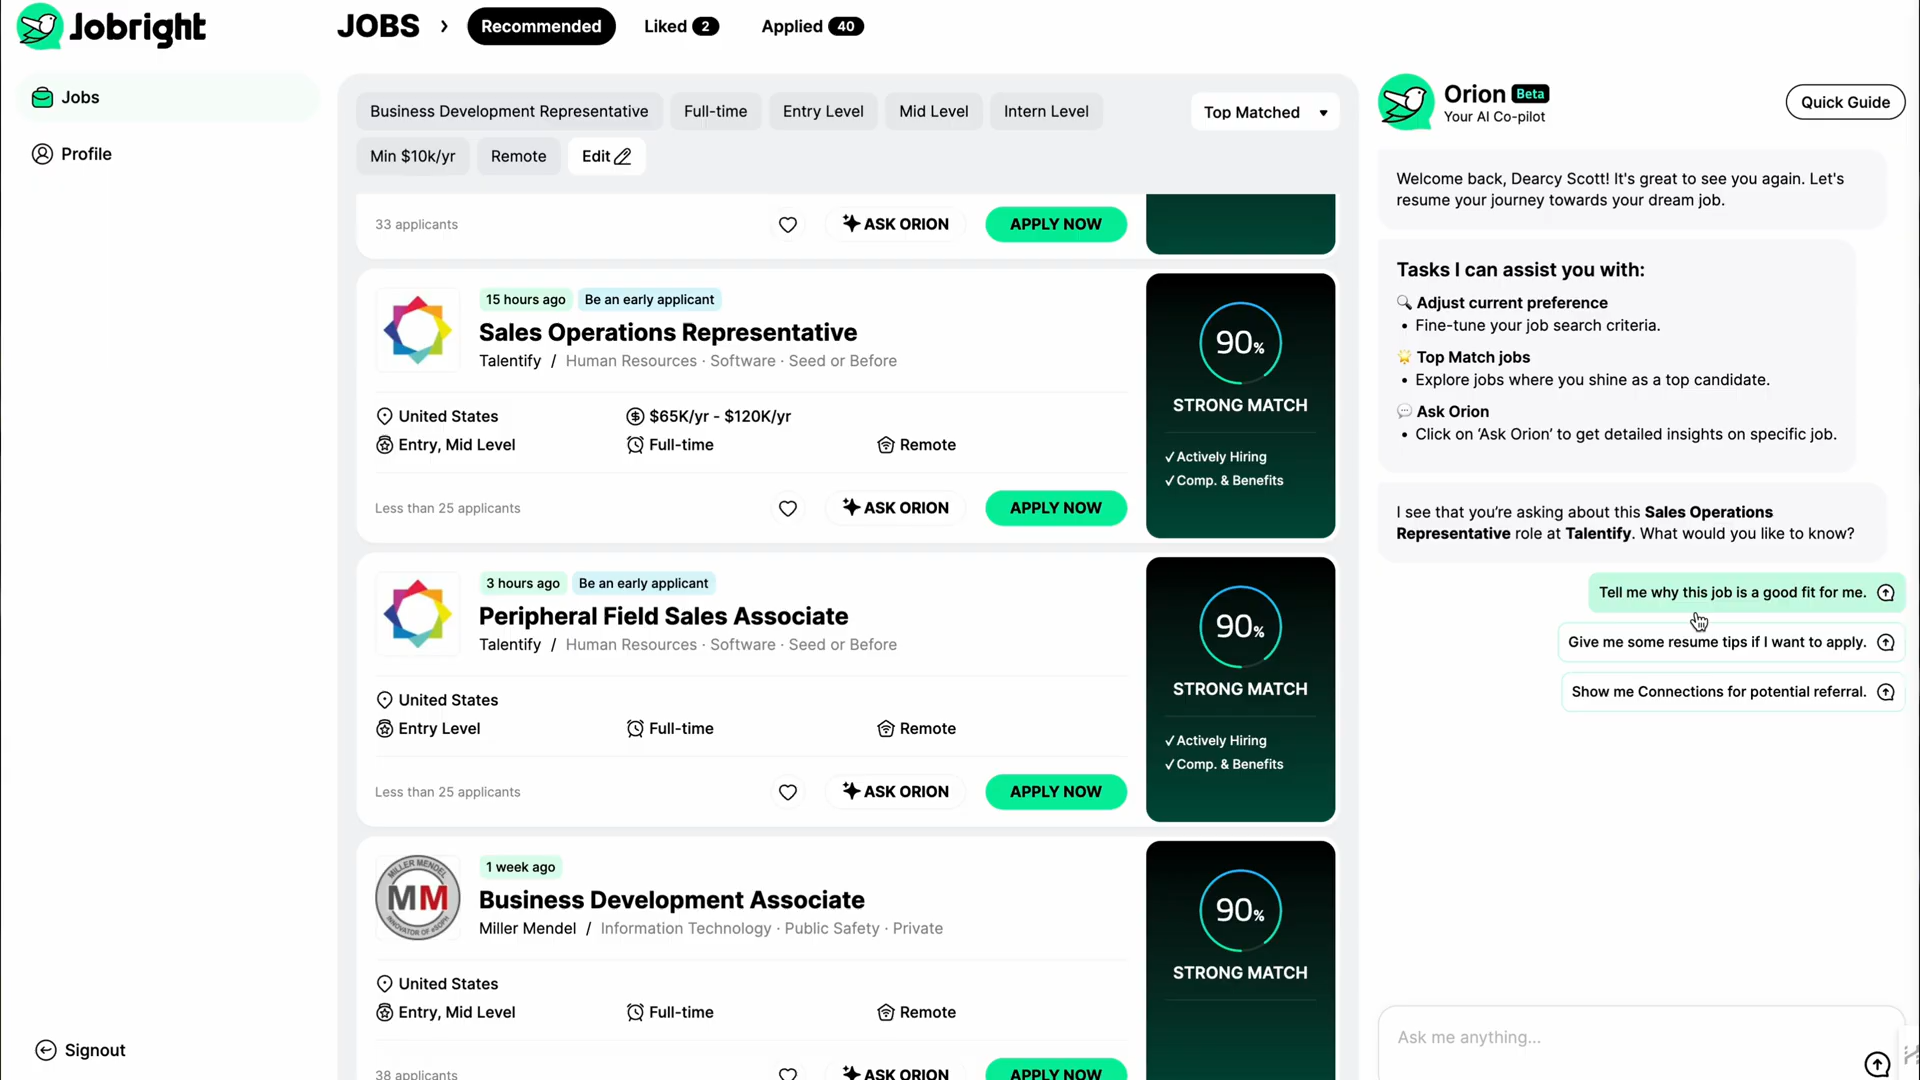 Jobright
JOBS > Recommended Liked 2 Applied 40
Jobs
Profile
Signout
Business Development Representative Full-time Entry Level Mid Level Intern Level
Top Matched
Min $10k/yr Remote Edit
33 applicants ASK ORION APPLY NOW
15 hours ago Be an early applicant
Sales Operations Representative
Talentify / Human Resources · Software · Seed or Before
United States $65K/yr - $120K/yr
Entry, Mid Level Full-time Remote
Less than 25 applicants ASK ORION APPLY NOW
90%
STRONG MATCH
✓ Actively Hiring
✓ Comp. & Benefits
3 hours ago Be an early applicant
Peripheral Field Sales Associate
Talentify / Human Resources · Software · Seed or Before
United States
Entry Level Full-time Remote
Less than 25 applicants ASK ORION APPLY NOW
90%
STRONG MATCH
✓ Actively Hiring
✓ Comp. & Benefits
MILLER MENDEL
MM
INNOVATOR OF eSOPH
1 week ago
Business Development Associate
Miller Mendel / Information Technology · Public Safety · Private
United States
Entry, Mid Level Full-time Remote
38 applicants ASK ORION APPLY NOW
90%
STRONG MATCH
Orion Beta
Your AI Co-pilot
Quick Guide
Welcome back, Dearcy Scott! It's great to see you again. Let's
resume your journey towards your dream job.
Tasks I can assist you with:
Adjust current preference
• Fine-tune your job search criteria.
Top Match jobs
• Explore jobs where you shine as a top candidate.
Ask Orion
• Click on ‘Ask Orion’ to get detailed insights on specific job.
I see that you’re asking about this Sales Operations
Representative role at Talentify. What would you like to know?
Tell me why this job is a good fit for me.
Give me some resume tips if I want to apply.
Show me Connections for potential referral.
Ask me anything...